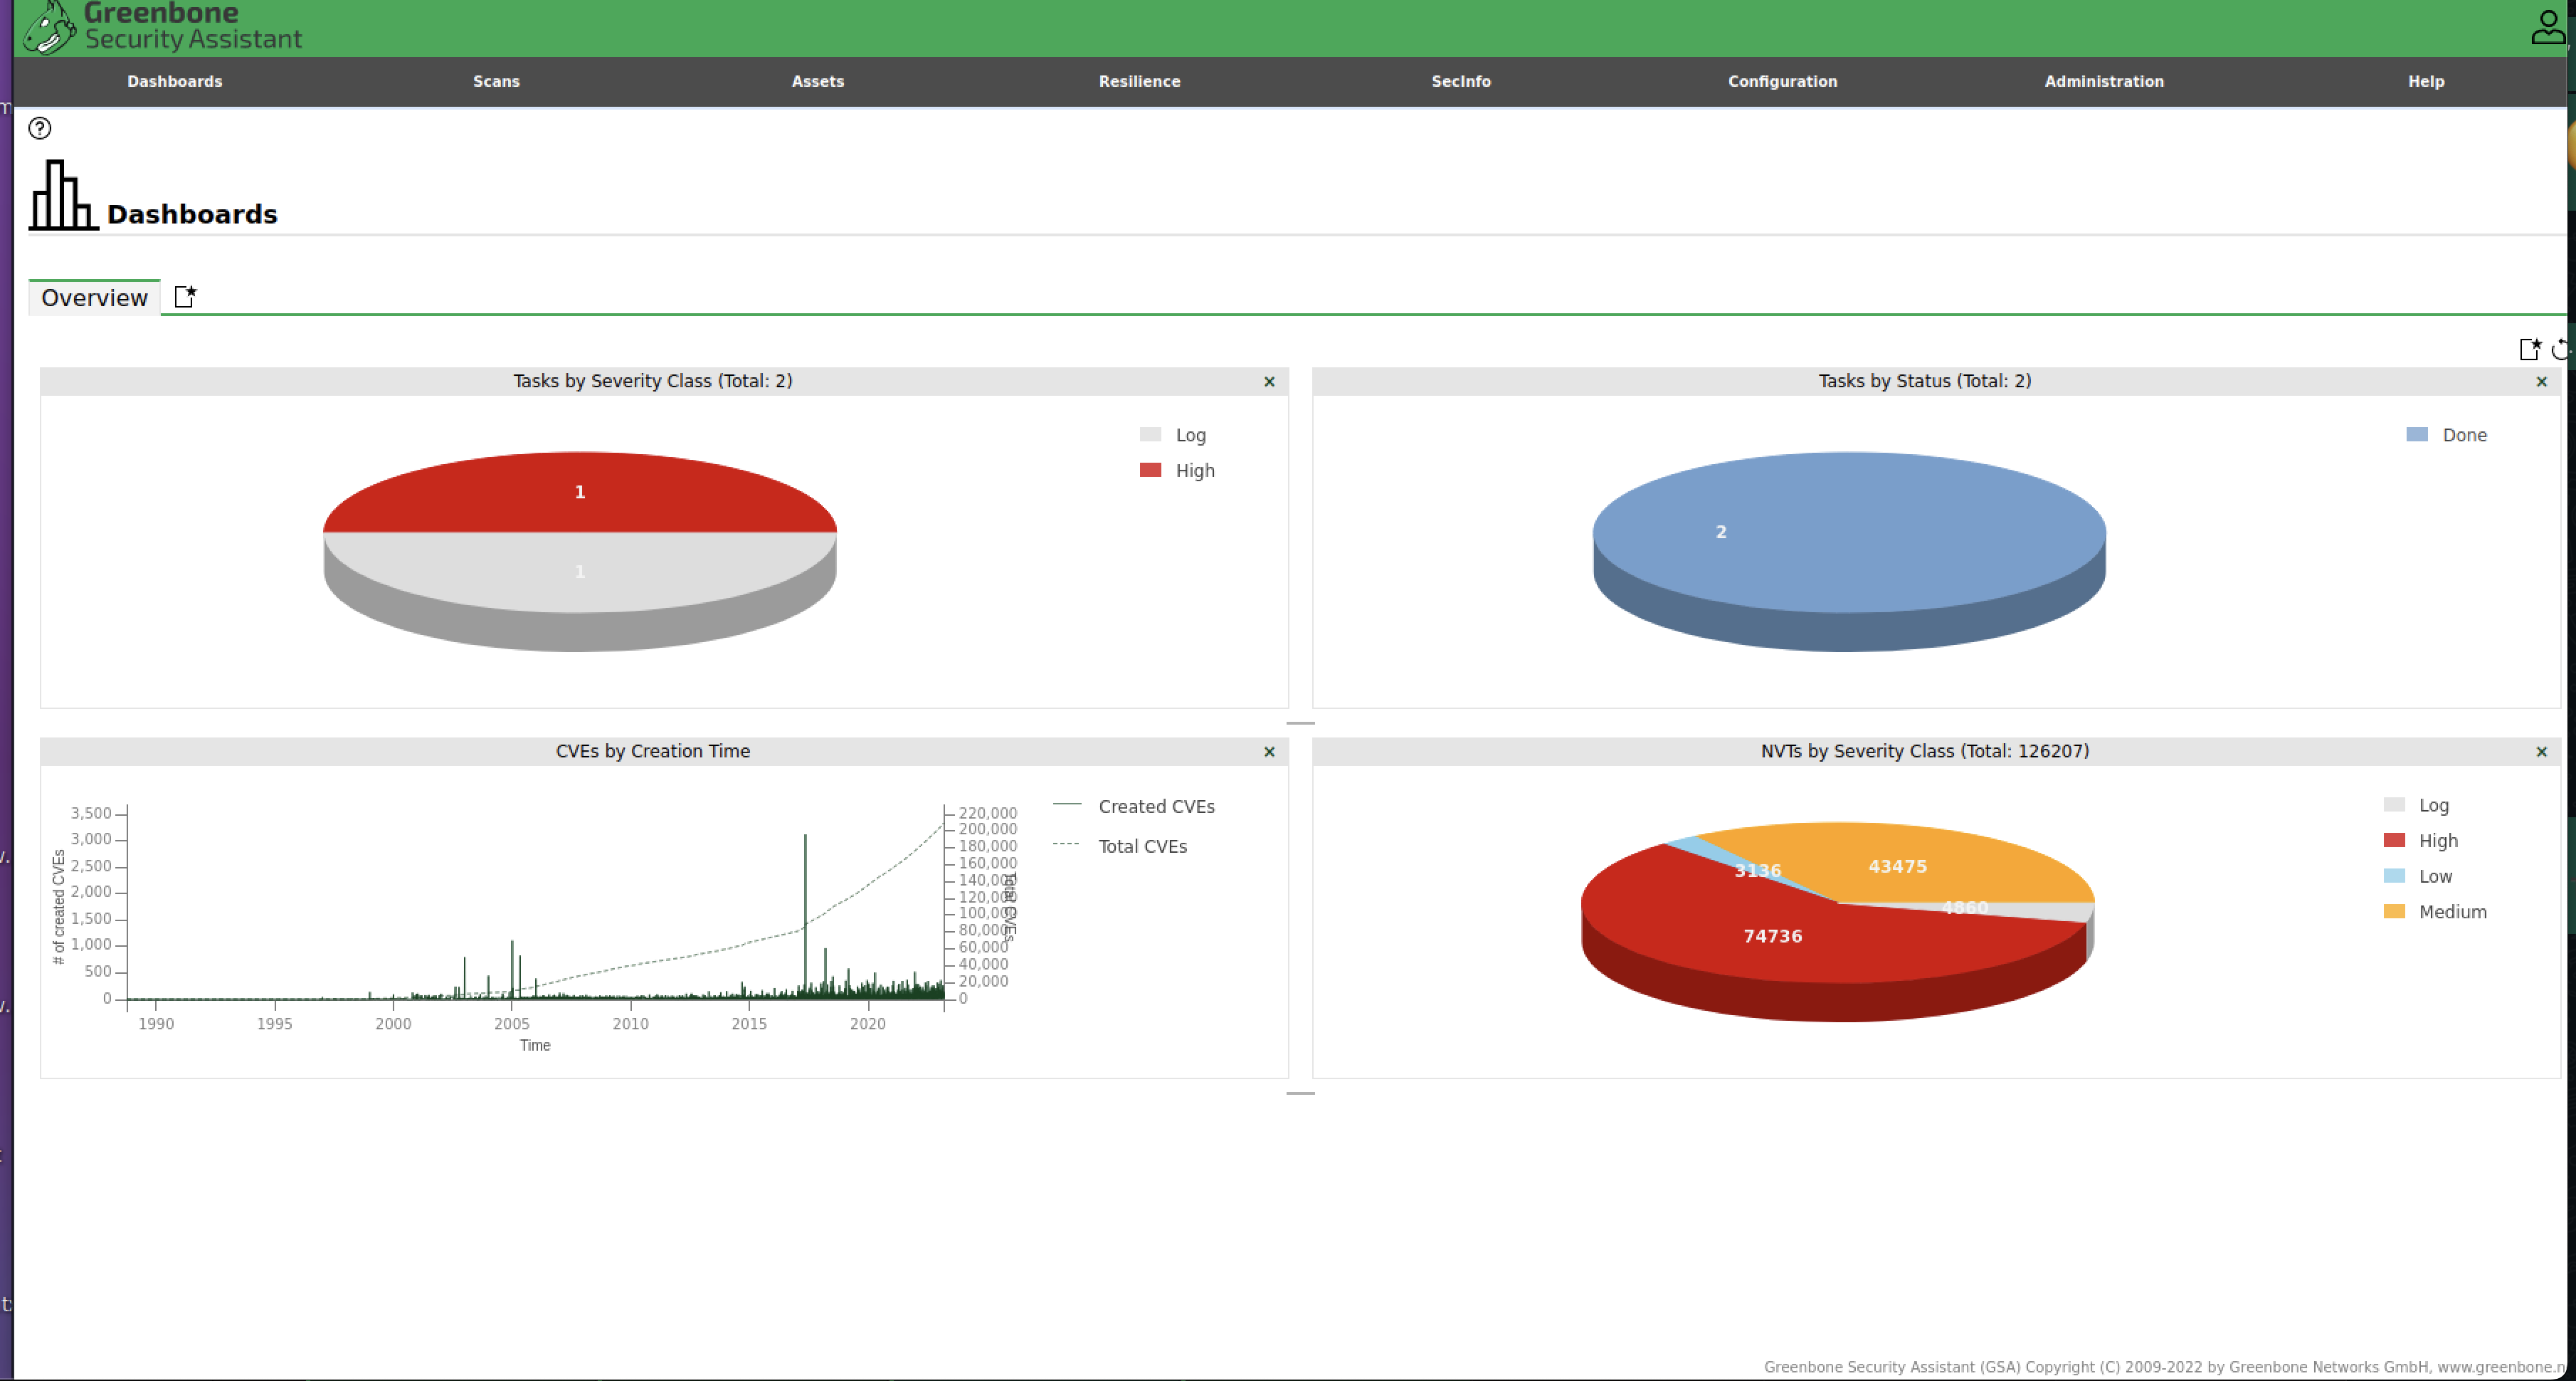 Greenbone
Security Assistant
Dashboards Scans Assets Resilience SecInfo Configuration Administration Help
?
Dashboards
Overview
Tasks by Severity Class (Total: 2) ×
Log
High
1
1
Tasks by Status (Total: 2) ×
Done
2
CVEs by Creation Time ×
# of created CVEs
3,500
3,000
2,500
2,000
1,500
1,000
500
0
1990 1995 2000 2005 2010 2015 2020
Time
220,000
200,000
180,000
160,000
140,000
120,000
100,000
80,000
60,000
40,000
20,000
0
Total CVEs
Created CVEs
Total CVEs
NVTs by Severity Class (Total: 126207) ×
3136
43475
4860
74736
Log
High
Low
Medium
Greenbone Security Assistant (GSA) Copyright (C) 2009-2022 by Greenbone Networks GmbH, www.greenbone.n